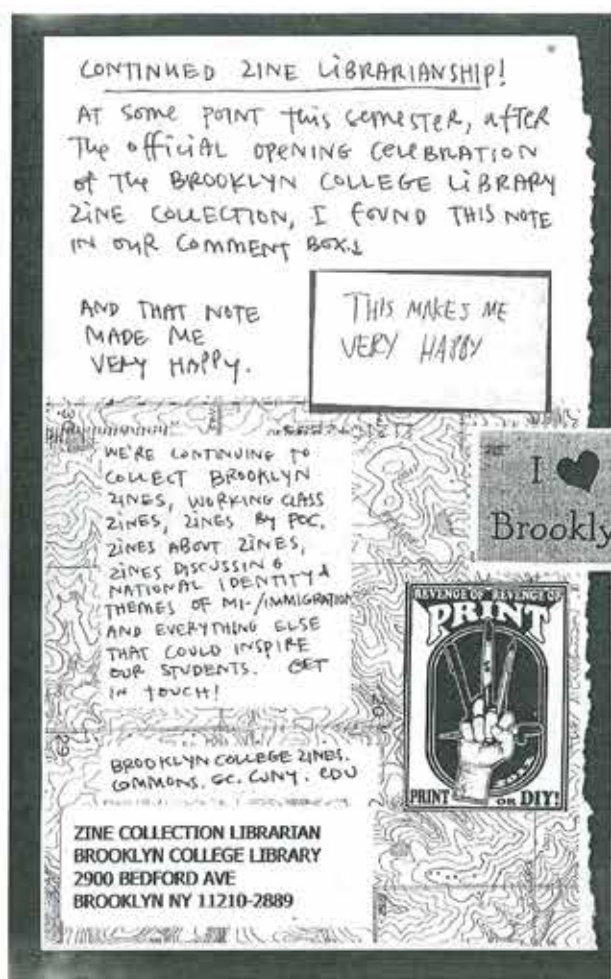 CONTINUED ZINE LIBRARIANSHIP!
AT SOME POINT THIS SEMESTER, AFTER
THE OFFICIAL OPENING CELEBRATION
OF THE BROOKLYN COLLEGE LIBRARY
ZINE COLLECTION, I FOUND THIS NOTE
IN OUR COMMENT BOX.↓
AND THAT NOTE
MADE ME
VERY HAPPY.
THIS MAKES ME
VERY HAPPY
WE'RE CONTINUING TO
COLLECT BROOKLYN
ZINES, WORKING CLASS
ZINES, ZINES BY POC,
ZINES ABOUT ZINES,
ZINES DISCUSSING
NATIONAL IDENTITY &
THEMES OF MI-/IMMIGRATION
AND EVERYTHING ELSE
THAT COULD INSPIRE
OUR STUDENTS. GET
IN TOUCH!
I ♥
Brookly
REVENGE OF REVENGE OF
PRINT
2012
PRINT OR DIY!
BROOKLYN COLLEGE ZINES.
COMMONS.GC.CUNY.EDU
ZINE COLLECTION LIBRARIAN
BROOKLYN COLLEGE LIBRARY
2900 BEDFORD AVE
BROOKLYN NY 11210-2889
29
20